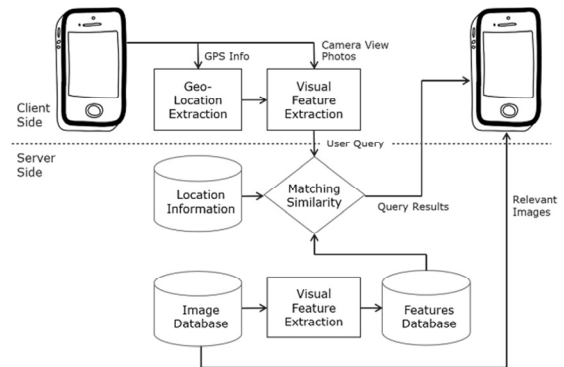 GPS Info
Camera View
Photos
Geo-
Location
Extraction
Visual
Feature
Extraction
Client
Side
User Query
Server
Side
Location
Information
Matching
Similarity
Query Results
Relevant
Images
Image
Database
Visual
Feature
Extraction
Features
Database